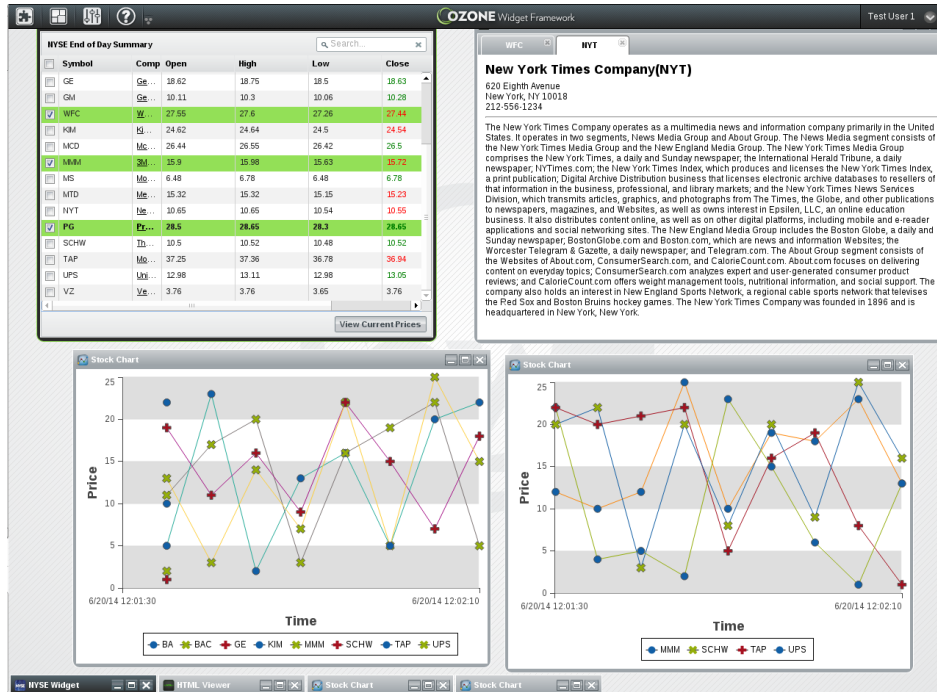 OZONE Widget Framework
Test User 1
NYSE End of Day Summary
Search...
Symbol Comp Open High Low Close
GE Ge... 18.62 18.75 18.5 18.63
GM Ge... 10.11 10.3 10.06 10.28
WFC W... 27.55 27.6 27.26 27.44
KIM Ki... 24.62 24.64 24.5 24.54
MCD Mc... 26.44 26.55 26.42 26.5
MMM 3M... 15.9 15.98 15.63 15.72
MS Mo... 6.48 6.78 6.48 6.78
MTD Me... 15.32 15.32 15.15 15.23
NYT Ne... 10.65 10.65 10.54 10.55
PG Pr... 28.5 28.65 28.3 28.65
SCHW Th... 10.5 10.52 10.48 10.52
TAP Mo... 37.25 37.36 36.78 36.94
UPS Uni... 12.98 13.11 12.98 13.05
VZ Ve... 3.76 3.76 3.65 3.76
View Current Prices
WFC NYT
New York Times Company(NYT)
620 Eighth Avenue
New York, NY 10018
212-556-1234
The New York Times Company operates as a multimedia news and information company primarily in the United
States. It operates in two segments, News Media Group and About Group. The News Media segment consists of
the New York Times Media Group and the New England Media Group. The New York Times Media Group
comprises the New York Times, a daily and Sunday newspaper; the International Herald Tribune, a daily
newspaper; NYTimes.com; the New York Times Index, which produces and licenses the New York Times Index,
a print publication; Digital Archive Distribution business that licenses electronic archive databases to resellers of
that information in the business, professional, and library markets; and the New York Times News Services
Division, which transmits articles, graphics, and photographs from The Times, the Globe, and other publications
to newspapers, magazines, and Websites, as well as owns interest in Epsilen, LLC, an online education
business. It also distributes content online, as well as on other digital platforms, including mobile and e-reader
applications and social networking sites. The New England Media Group includes the Boston Globe, a daily and
Sunday newspaper; BostonGlobe.com and Boston.com, which are news and information Websites; the
Worcester Telegram & Gazette, a daily newspaper; and Telegram.com. The About Group segment consists of
the Websites of About.com, ConsumerSearch.com, and CalorieCount.com. About.com focuses on delivering
content on everyday topics; ConsumerSearch.com analyzes expert and user-generated consumer product
reviews; and CalorieCount.com offers weight management tools, nutritional information, and social support. The
company also holds an interest in New England Sports Network, a regional cable sports network that televises
the Red Sox and Boston Bruins hockey games. The New York Times Company was founded in 1896 and is
headquartered in New York, New York.
Stock Chart
25
20
15
10
5
0
Price
6/20/14 12:01:30 6/20/14 12:02:10
Time
BA BAC GE KIM MMM SCHW TAP UPS
Stock Chart
25
20
15
10
5
0
Price
6/20/14 12:01:30 6/20/14 12:02:10
Time
MMM SCHW TAP UPS
NYSE Widget HTML Viewer Stock Chart Stock Chart